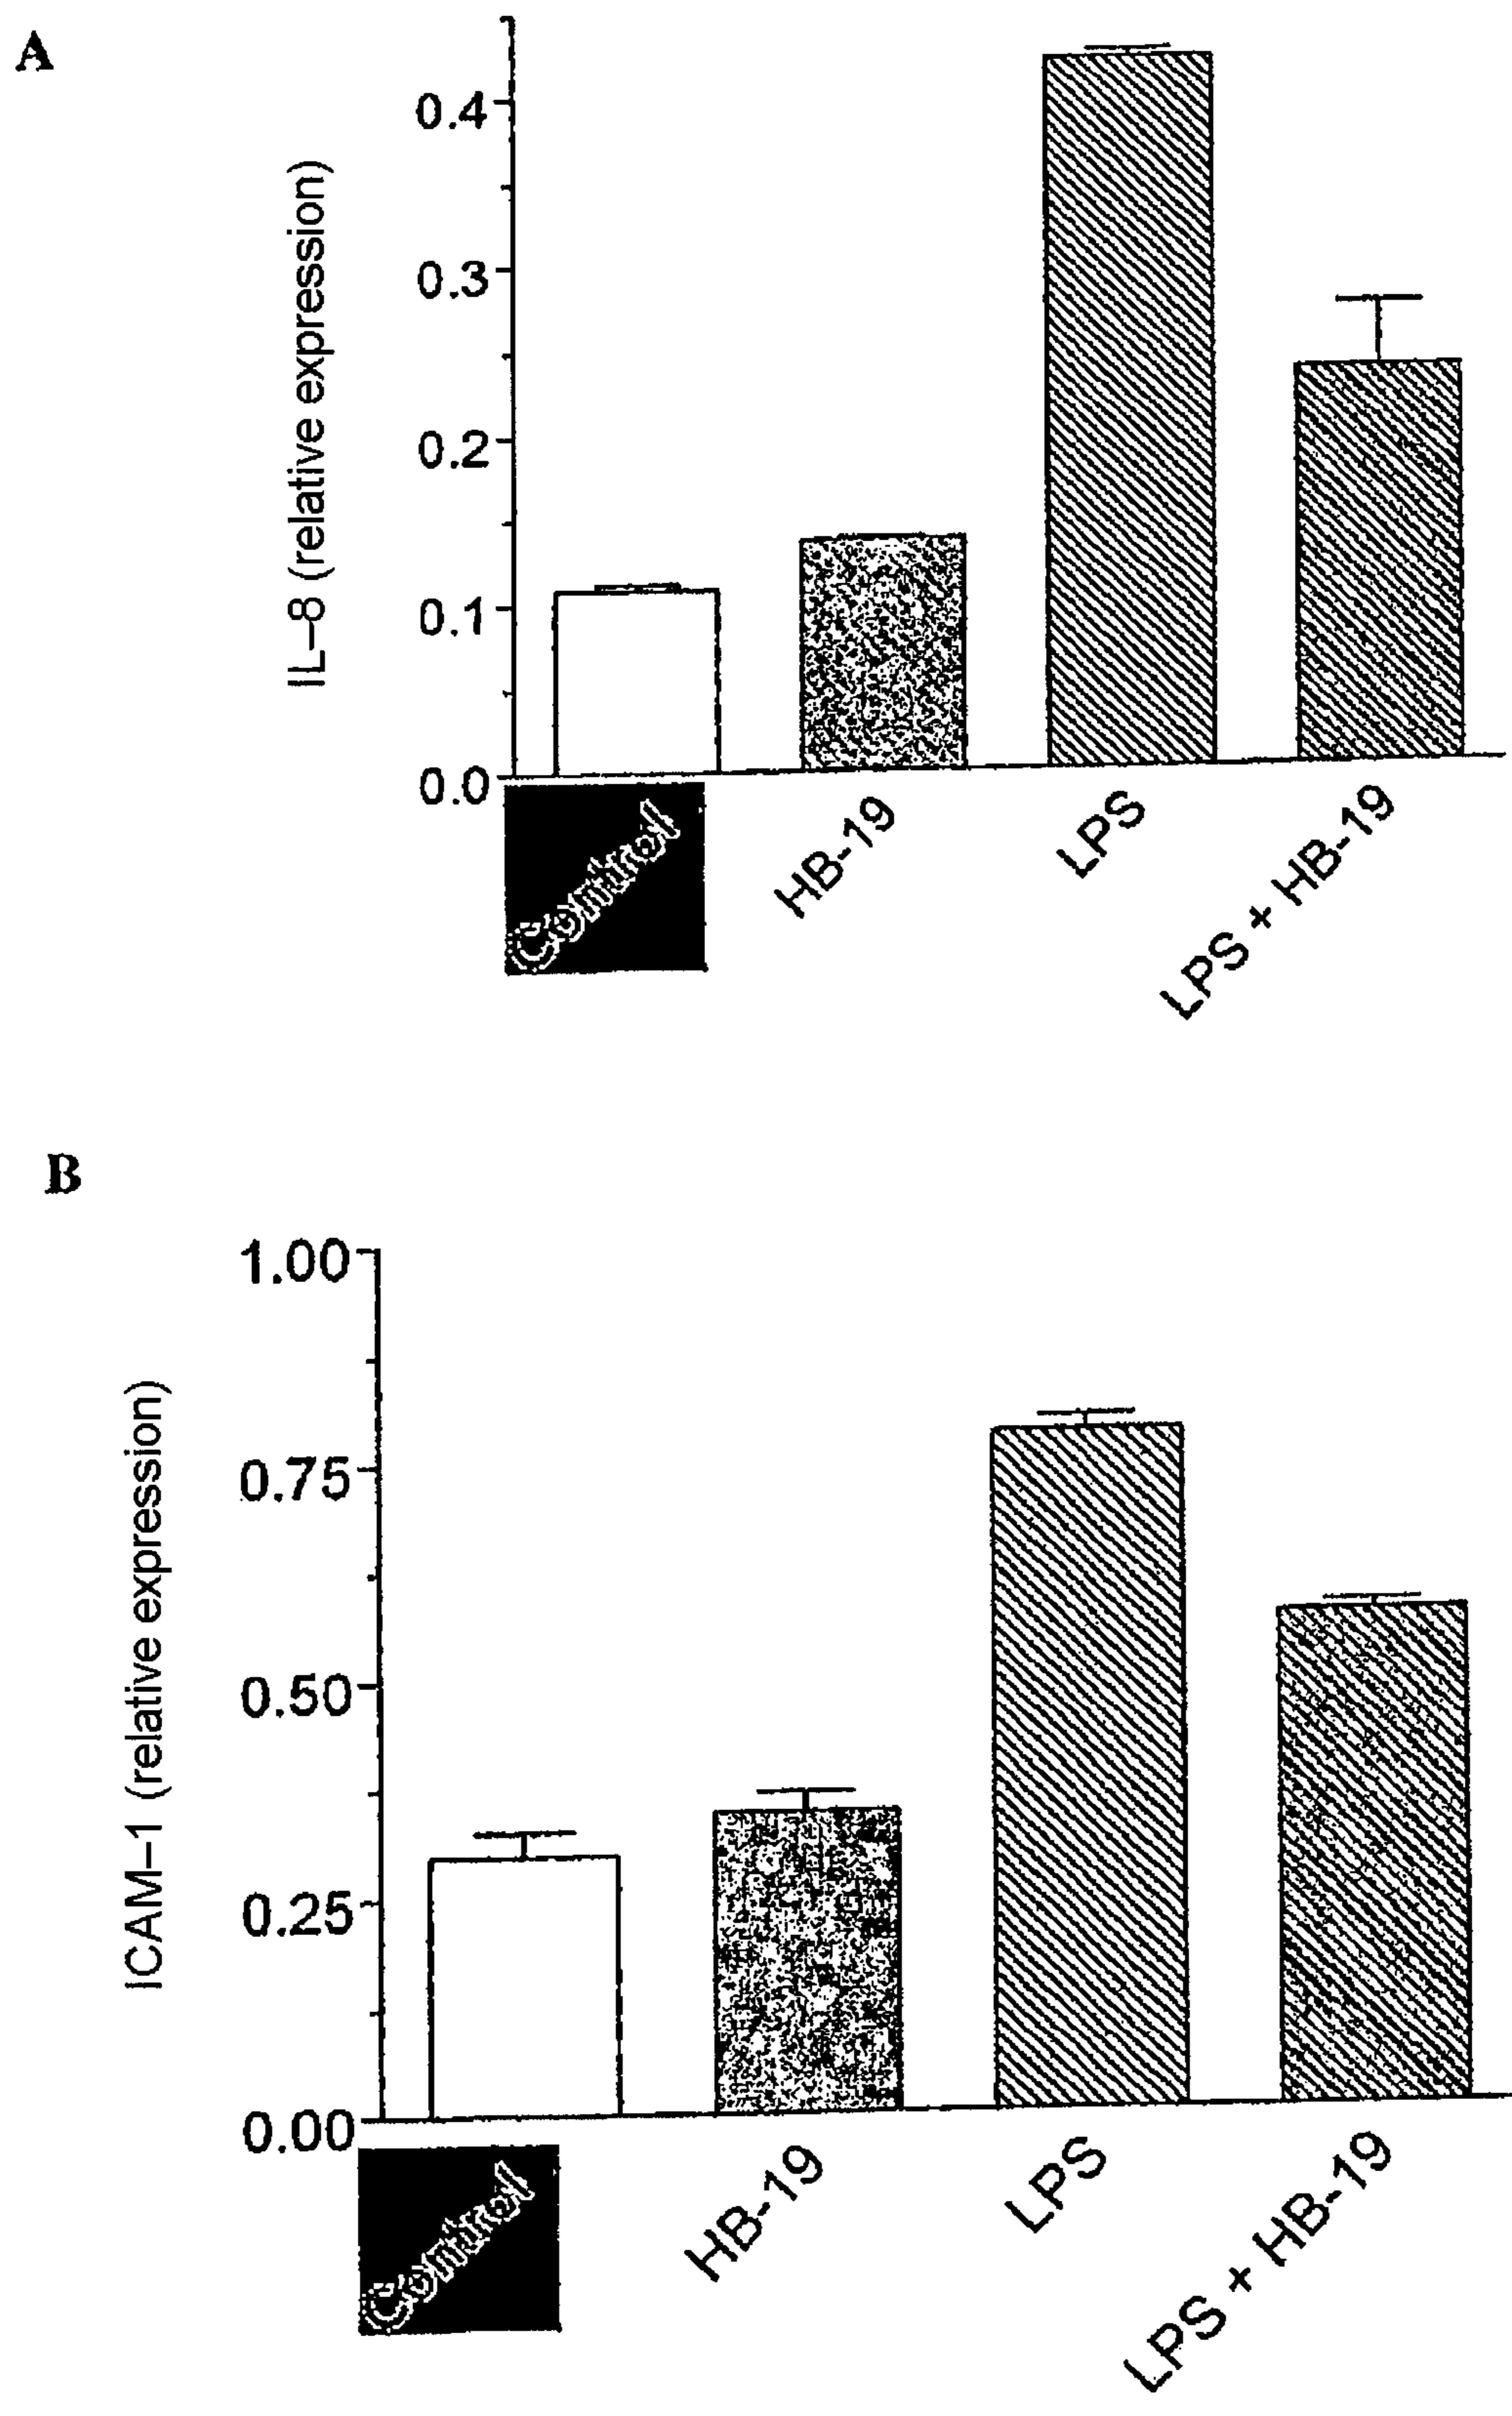 A
IL–8 (relative expression)
0.4
0.3
0.2
0.1
0.0
Control
HB-19
LPS
LPS + HB-19
B
ICAM–1 (relative expression)
1.00
0.75
0.50
0.25
0.00
Control
HB-19
LPS
LPS + HB-19